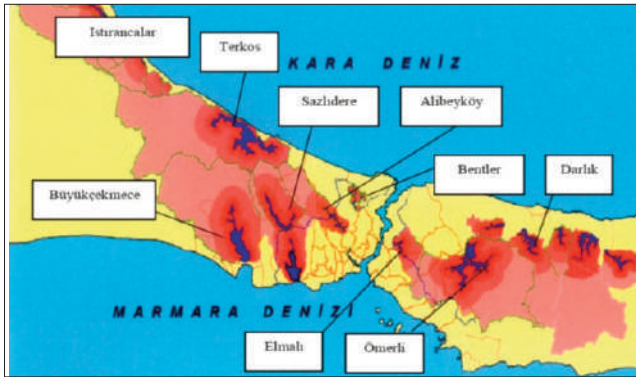 Istırancalar
Terkos
KARA DENİZ
Sazlıdere
Alibeyköy
Bentler
Darlık
Büyükçekmece
MARMARA DENİZİ
Elmalı
Ömerli